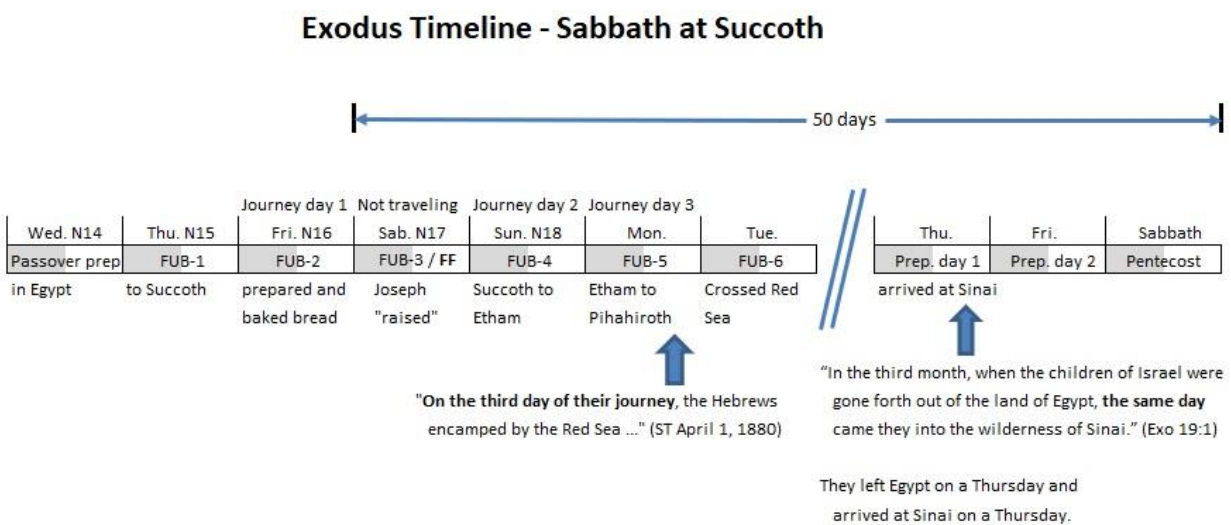 Exodus Timeline - Sabbath at Succoth
50 days
Journey day 1 Not traveling Journey day 2 Journey day 3
Wed. N14 Thu. N15 Fri. N16 Sab. N17 Sun. N18 Mon. Tue. Thu. Fri. Sabbath
Passover prep FUB-1 FUB-2 FUB-3 / FF FUB-4 FUB-5 FUB-6 Prep. day 1 Prep. day 2 Pentecost
in Egypt to Succoth prepared and Joseph Succoth to Etham to Crossed Red arrived at Sinai
baked bread "raised" Etham Pihahiroth Sea
"On the third day of their journey, the Hebrews
encamped by the Red Sea ..." (ST April 1, 1880)
“In the third month, when the children of Israel were
gone forth out of the land of Egypt, the same day
came they into the wilderness of Sinai.” (Exo 19:1)
They left Egypt on a Thursday and
arrived at Sinai on a Thursday.